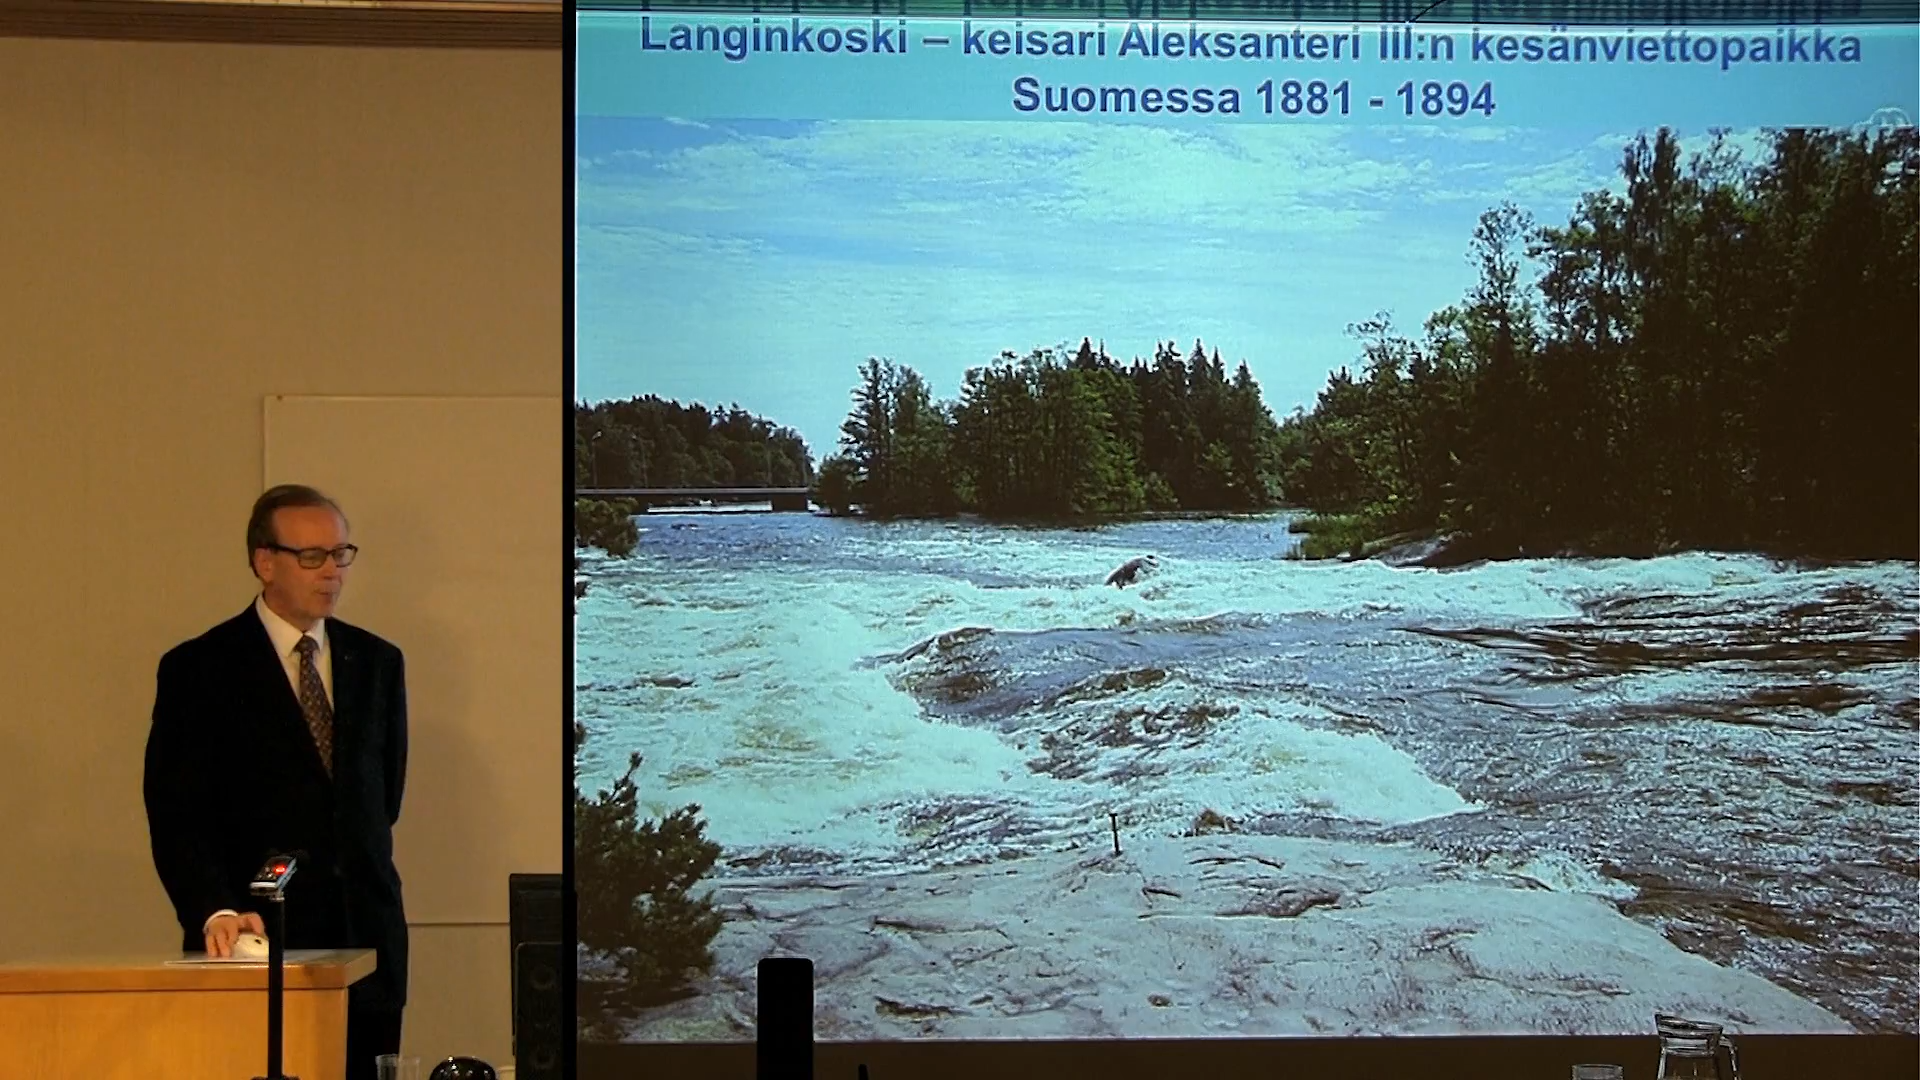 Langinkoski – keisari Aleksanteri III:n kesänviettopaikka
Suomessa 1881 - 1894